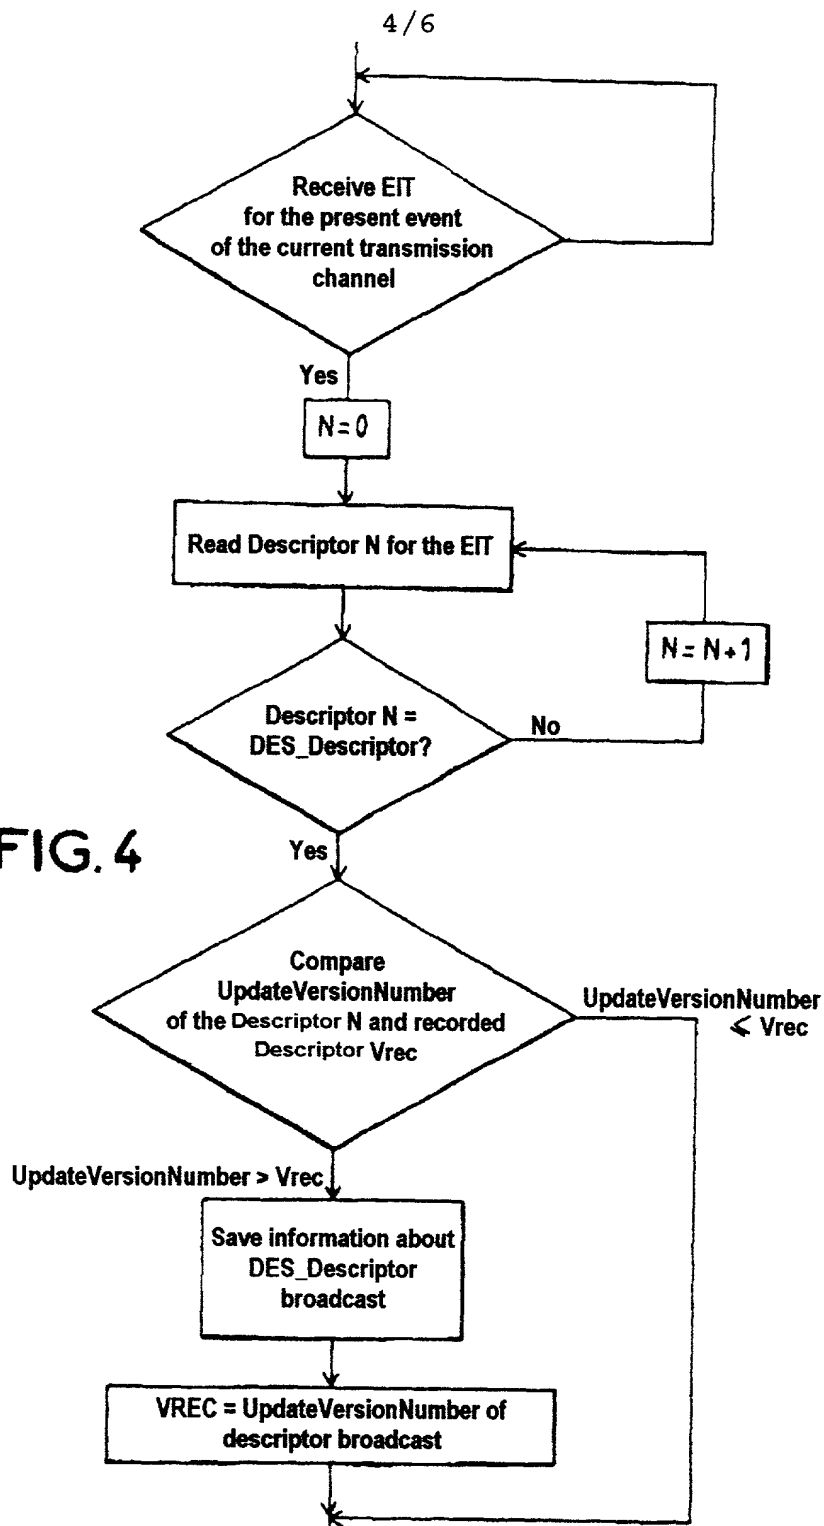 4/6
Receive EIT
for the present event
of the current transmission
channel
Yes
N=0
Read Descriptor N for the EIT
N=N+1
Descriptor N =
DES_Descriptor?
No
FIG. 4
Yes
Compare
UpdateVersionNumber
of the Descriptor N and recorded
Descriptor Vrec
UpdateVersionNumber
⩽ Vrec
UpdateVersionNumber > Vrec
Save information about
DES_Descriptor
broadcast
VREC = UpdateVersionNumber of
descriptor broadcast